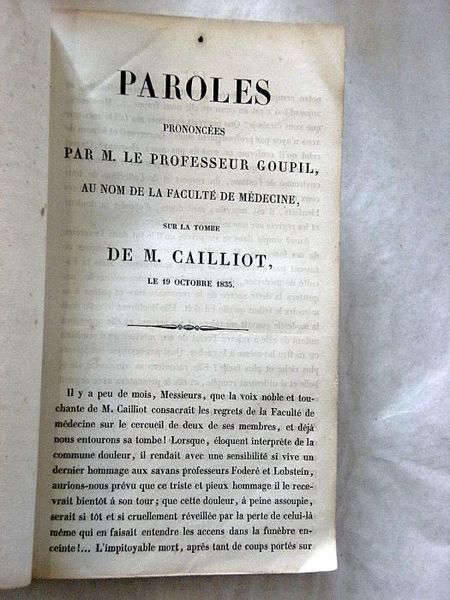 PAROLES
PRONONCÉES
PAR M. LE PROFESSEUR GOUPIL,
AU NOM DE LA FACULTÉ DE MÉDECINE,
SUR LA TOMBE
DE M. CAILLIOT,
LE 19 OCTOBRE 1835.
Il y a peu de mois, Messieurs, que la voix noble et tou-
chante de M. Cailliot consacrait les regrets de la Faculté de
médecine sur le cercueil de deux de ses membres, et déjà
nous entourons sa tombe! Lorsque, éloquent interprète de la
commune douleur, il rendait avec une sensibilité si vive un
dernier hommage aux savans professeurs Foderé et Lobstein,
aurions-nous prévu que ce triste et pieux hommage il le rece-
vrait bientôt à son tour; que cette douleur, à peine assoupie,
serait si tôt et si cruellement réveillée par la perte de celui-là
même qui en faisait entendre les accens dans la funèbre en-
ceinte!... L'impitoyable mort, après tant de coups portés sur